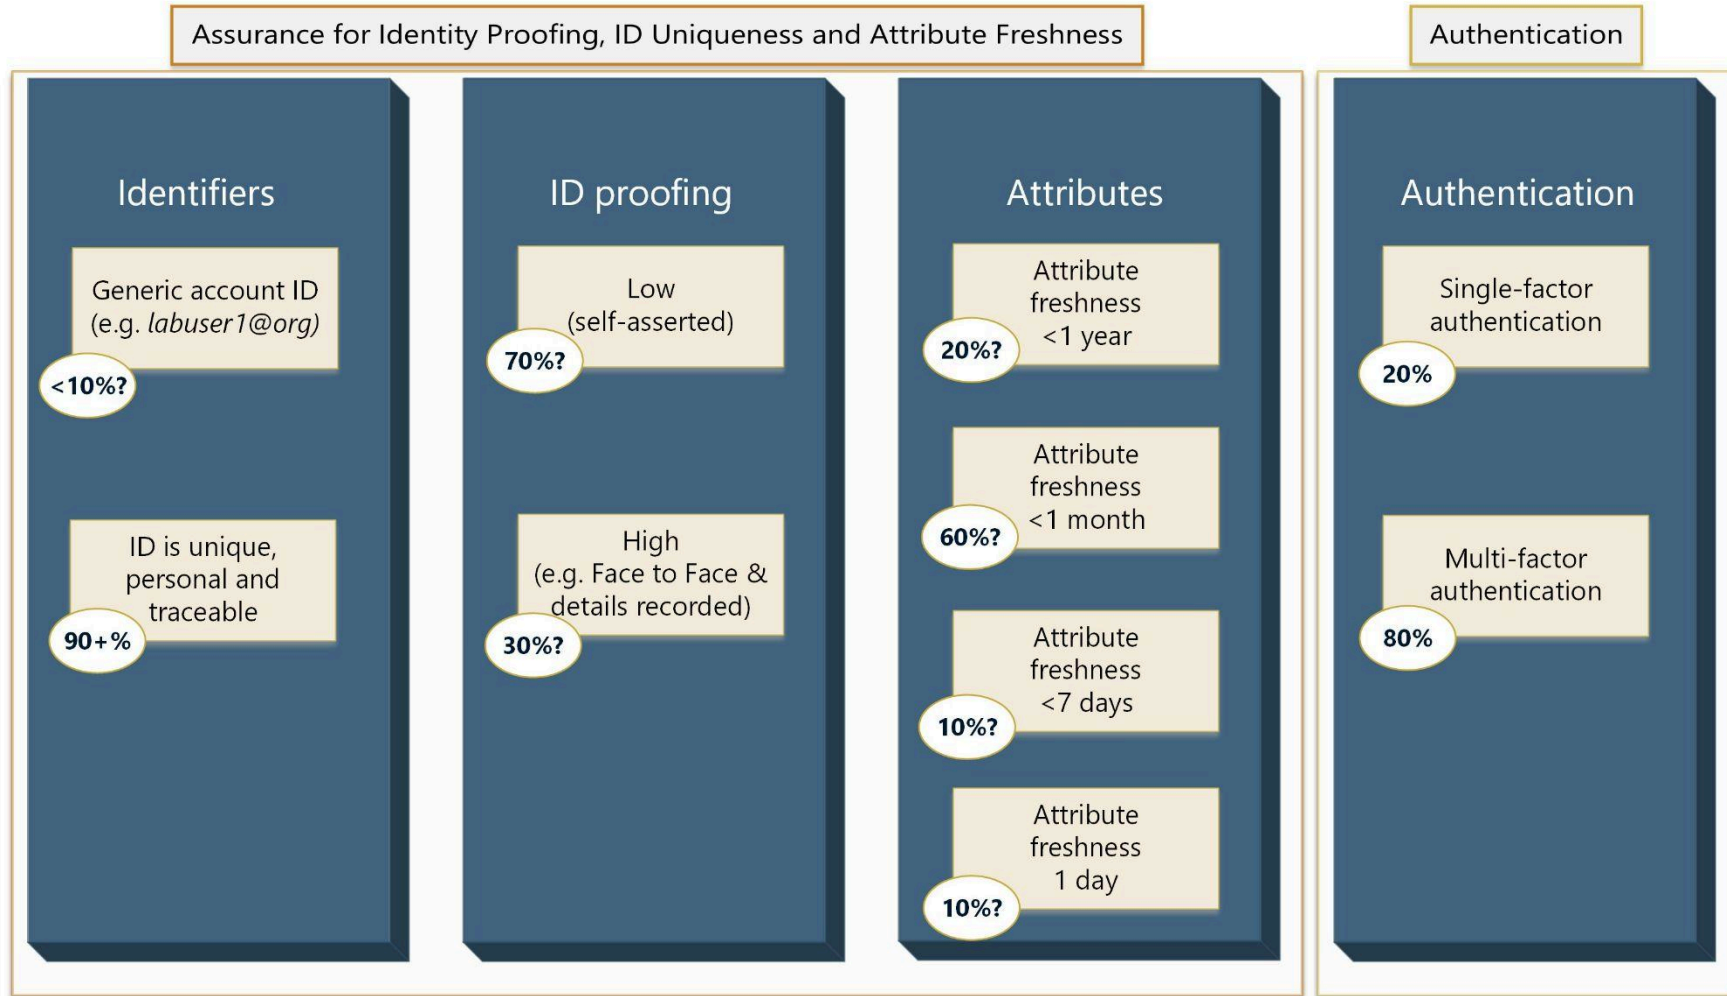 Assurance for Identity Proofing, ID Uniqueness and Attribute Freshness
Authentication
Identifiers
Generic account ID
(e.g. labuser1@org)
<10%?
ID is unique,
personal and
traceable
90+%
ID proofing
Low
(self-asserted)
70%?
High
(e.g. Face to Face &
details recorded)
30%?
Attributes
Attribute
freshness
<1 year
20%?
Attribute
freshness
<1 month
60%?
Attribute
freshness
<7 days
10%?
Attribute
freshness
1 day
10%?
Authentication
Single-factor
authentication
20%
Multi-factor
authentication
80%